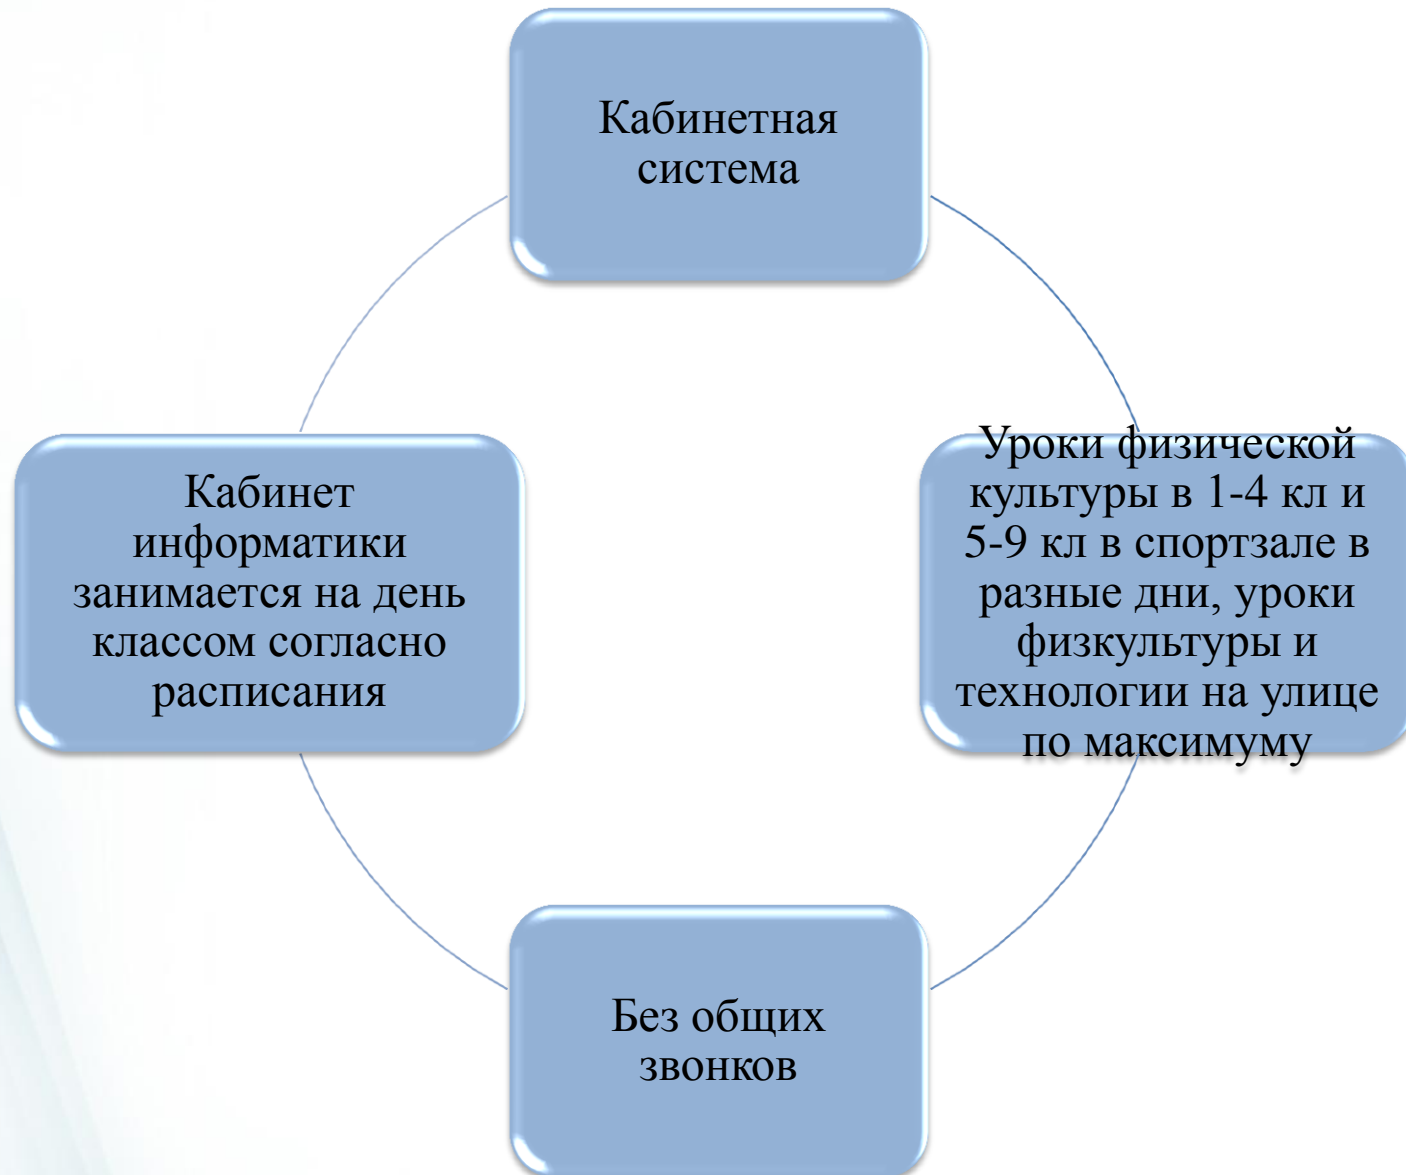 Кабинетная
система
Уроки физической
культуры в 1-4 кл и
5-9 кл в спортзале в
разные дни, уроки
физкультуры и
технологии на улице
по максимуму
Без общих
звонков
Кабинет
информатики
занимается на день
классом согласно
расписания